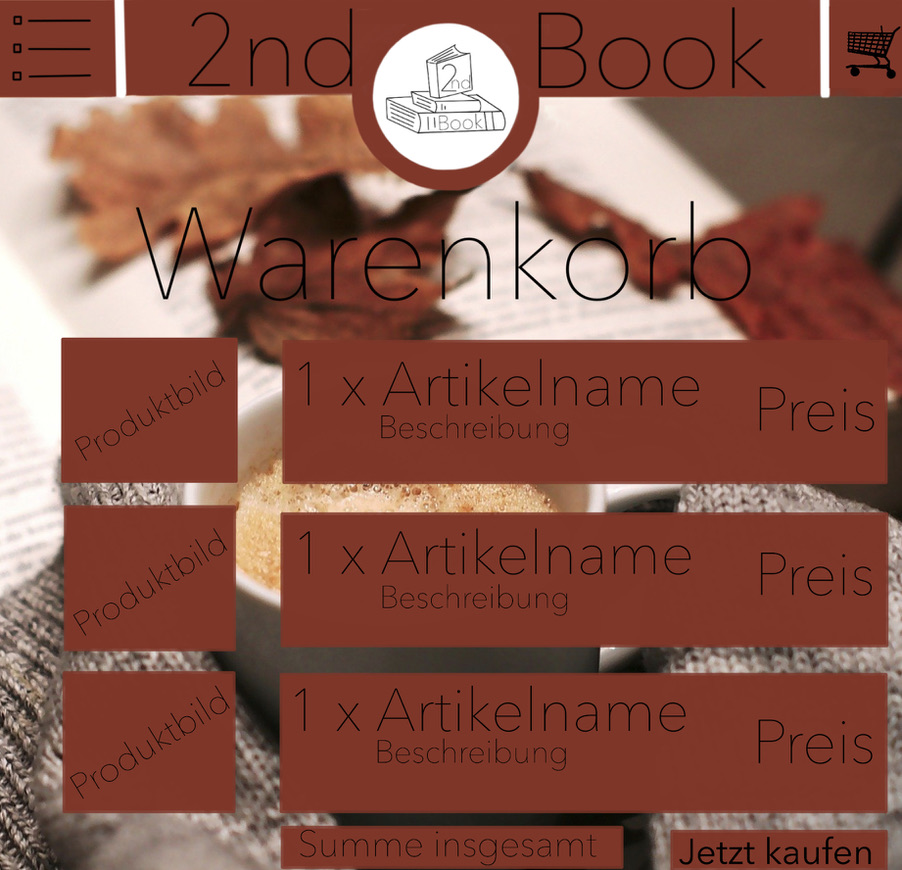 2nd Book
2nd
Book
Warenkorb
Produktbild
1 x Artikelname
Beschreibung
Preis
Produktbild
1 x Artikelname
Beschreibung
Preis
Produktbild
1 x Artikelname
Beschreibung
Preis
Summe insgesamt
Jetzt kaufen